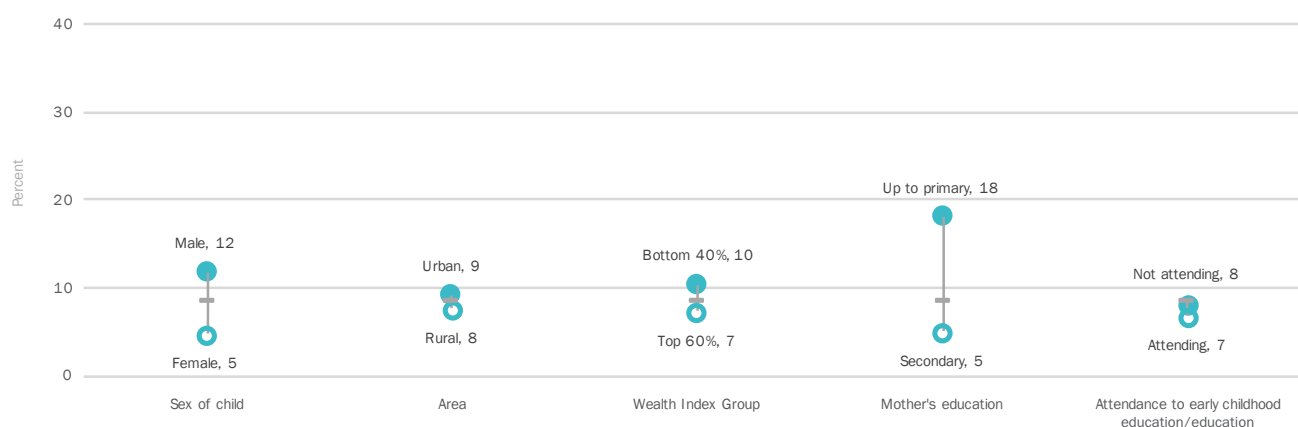 40
30
20
10
0
Percent
Male, 12
Female, 5
Urban, 9
Rural, 8
Bottom 40%, 10
Top 60%, 7
Up to primary, 18
Secondary, 5
Not attending, 8
Attending, 7
Sex of child
Area
Wealth Index Group
Mother's education
Attendance to early childhood
education/education